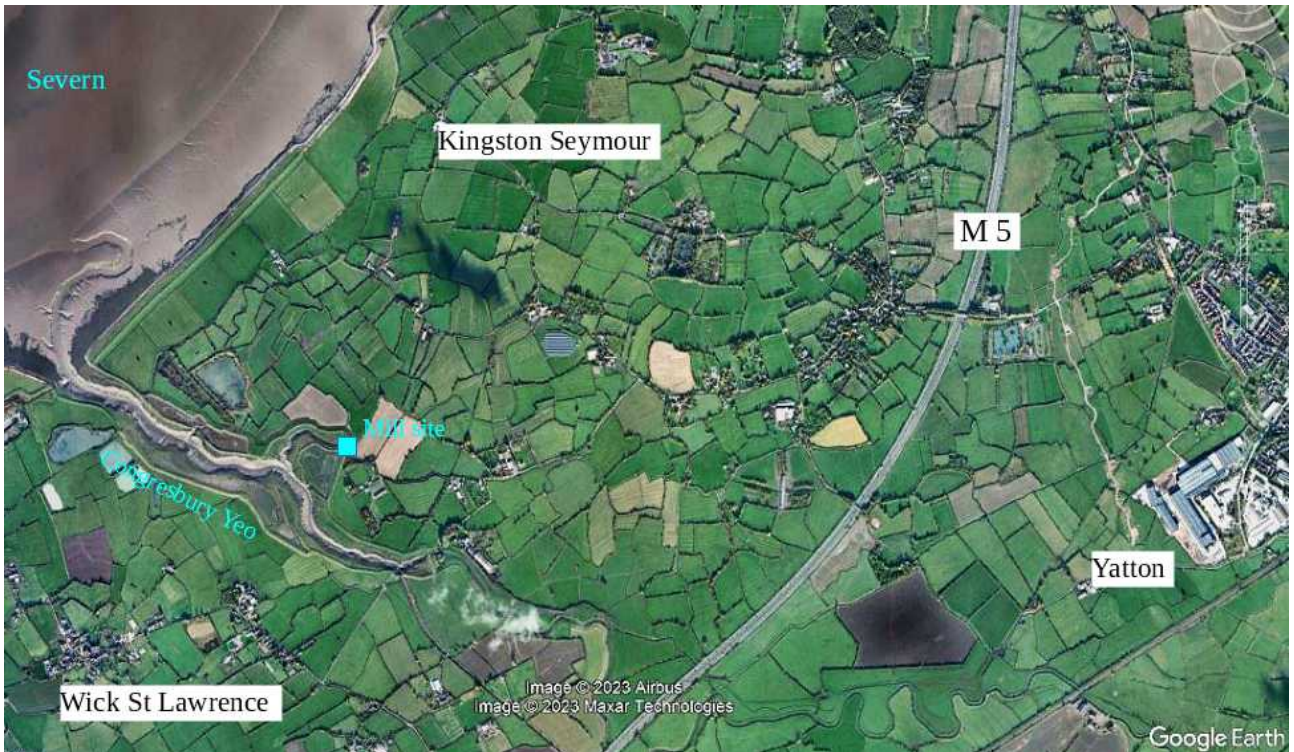 Severn
Kingston Seymour
M 5
Mill site
Congresbury Yeo
Yatton
Wick St Lawrence
Image © 2023 Airbus
Image © 2023 Maxar Technologies
Google Earth